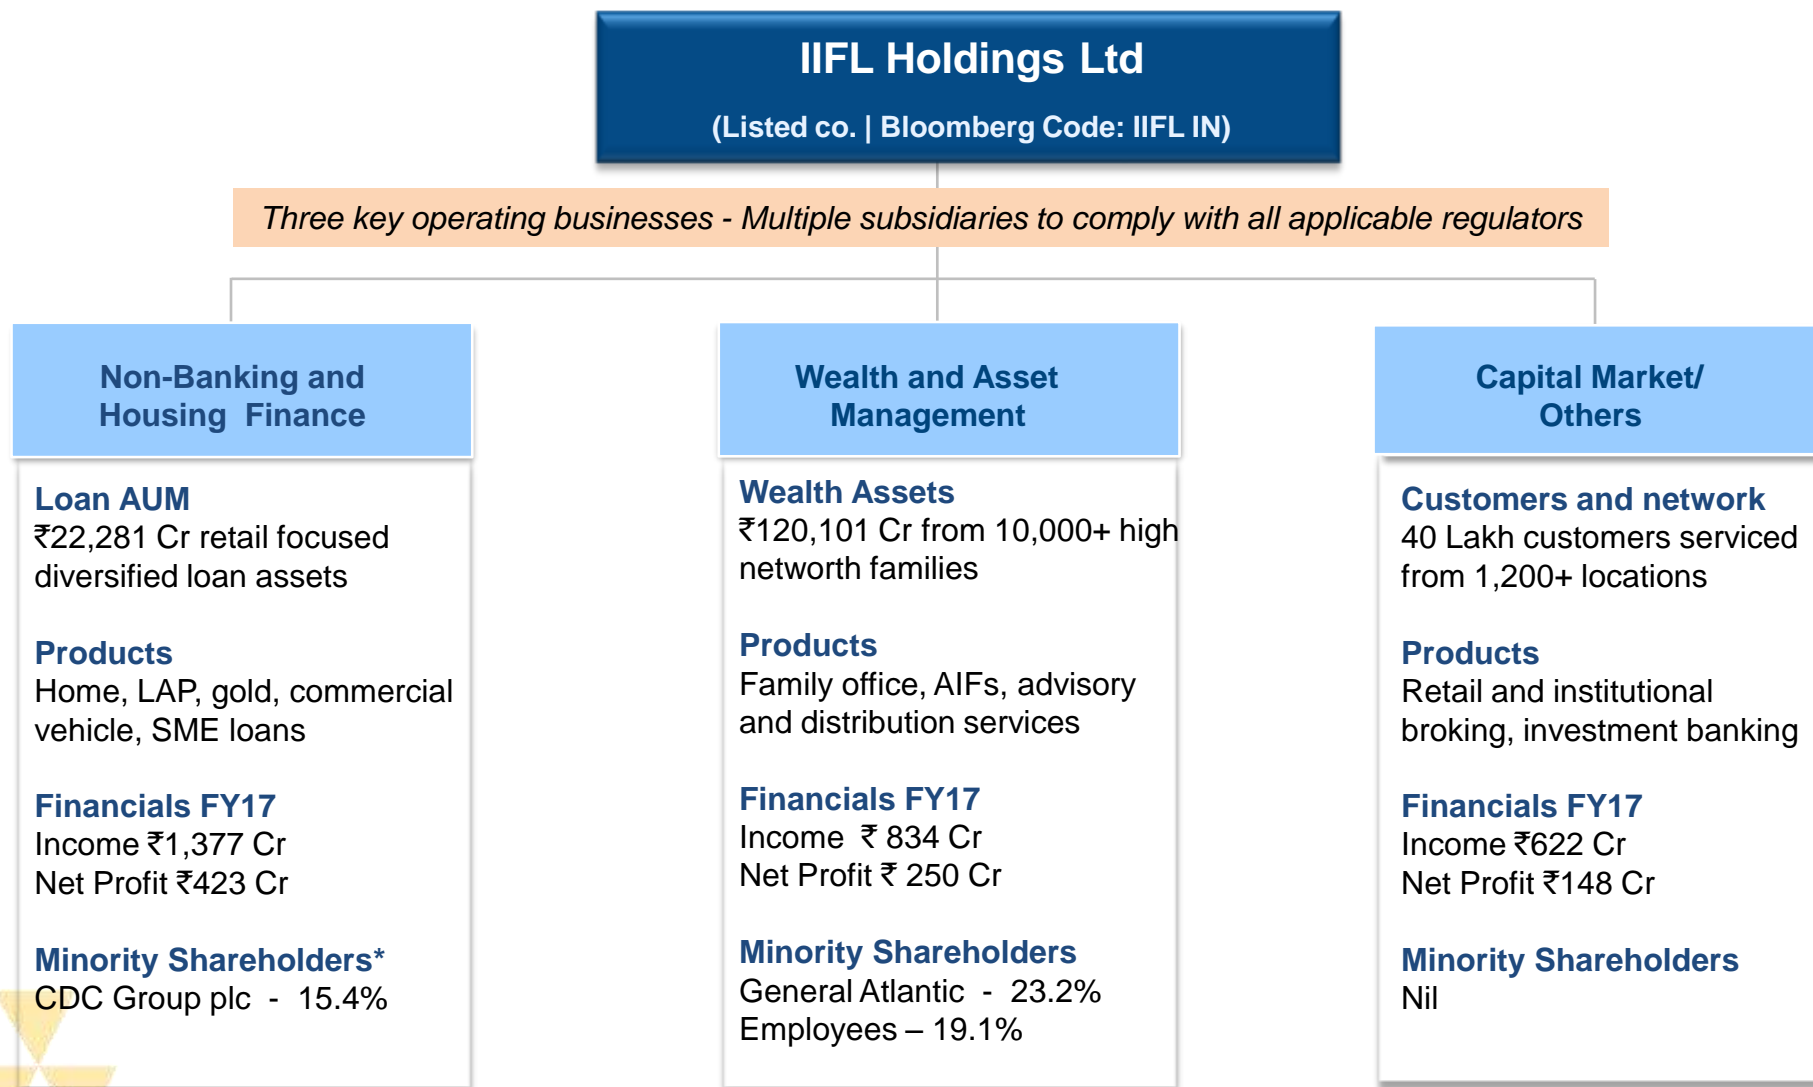 IIFL Holdings Ltd
(Listed co. | Bloomberg Code: IIFL IN)
Three key operating businesses - Multiple subsidiaries to comply with all applicable regulators
Non-Banking and
Housing Finance
Loan AUM
₹22,281 Cr retail focused
diversified loan assets
Products
Home, LAP, gold, commercial
vehicle, SME loans
Financials FY17
Income ₹1,377 Cr
Net Profit ₹423 Cr
Minority Shareholders*
CDC Group plc - 15.4%
Wealth and Asset
Management
Wealth Assets
₹120,101 Cr from 10,000+ high
networth families
Products
Family office, AIFs, advisory
and distribution services
Financials FY17
Income ₹ 834 Cr
Net Profit ₹ 250 Cr
Minority Shareholders
General Atlantic - 23.2%
Employees – 19.1%
Capital Market/
Others
Customers and network
40 Lakh customers serviced
from 1,200+ locations
Products
Retail and institutional
broking, investment banking
Financials FY17
Income ₹622 Cr
Net Profit ₹148 Cr
Minority Shareholders
Nil